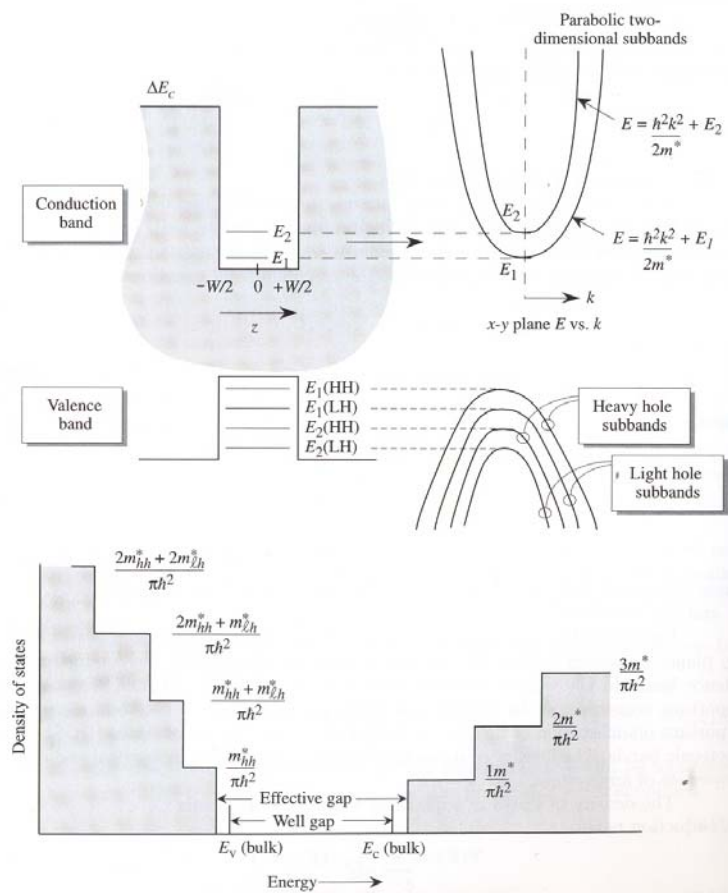 Parabolic two-
dimensional subbands
ΔE_c
E = ħ²k²/2m* + E_2
Conduction
band
E_2
E_1
E_2
E_1
E = ħ²k²/2m* + E_1
−W/2 0 +W/2
z
k
x-y plane E vs. k
Valence
band
E_1(HH)
E_1(LH)
E_2(HH)
E_2(LH)
Heavy hole
subbands
Light hole
subbands
Density of states
2m*_hh + 2m*_ℓh / πħ²
2m*_hh + m*_ℓh / πħ²
m*_hh + m*_ℓh / πħ²
m*_hh / πħ²
3m* / πħ²
2m* / πħ²
1m* / πħ²
Effective gap
Well gap
E_v (bulk) E_c (bulk)
Energy